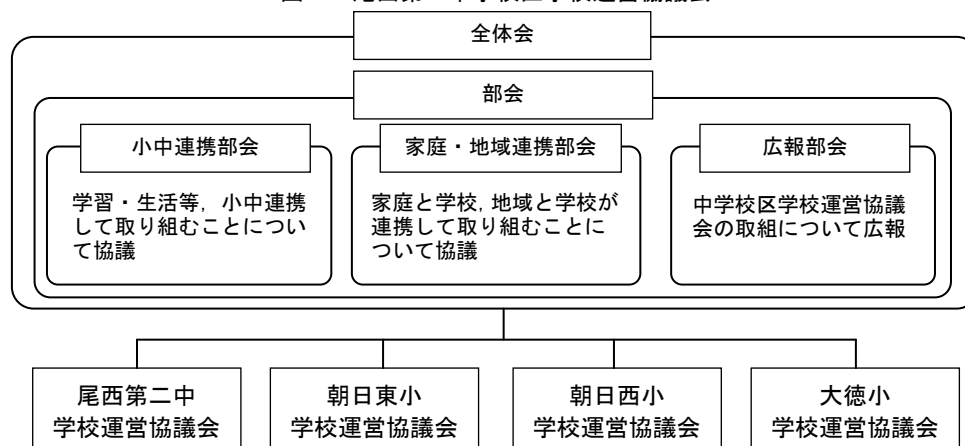 全体会
部会
小中連携部会
学習・生活等，小中連携
して取り組むことについ
て協議
家庭・地域連携部会
家庭と学校，地域と学校が
連携して取り組むことに
ついて協議
広報部会
中学校区学校運営協議
会の取組について広報
尾西第二中
学校運営協議会
朝日東小
学校運営協議会
朝日西小
学校運営協議会
大徳小
学校運営協議会